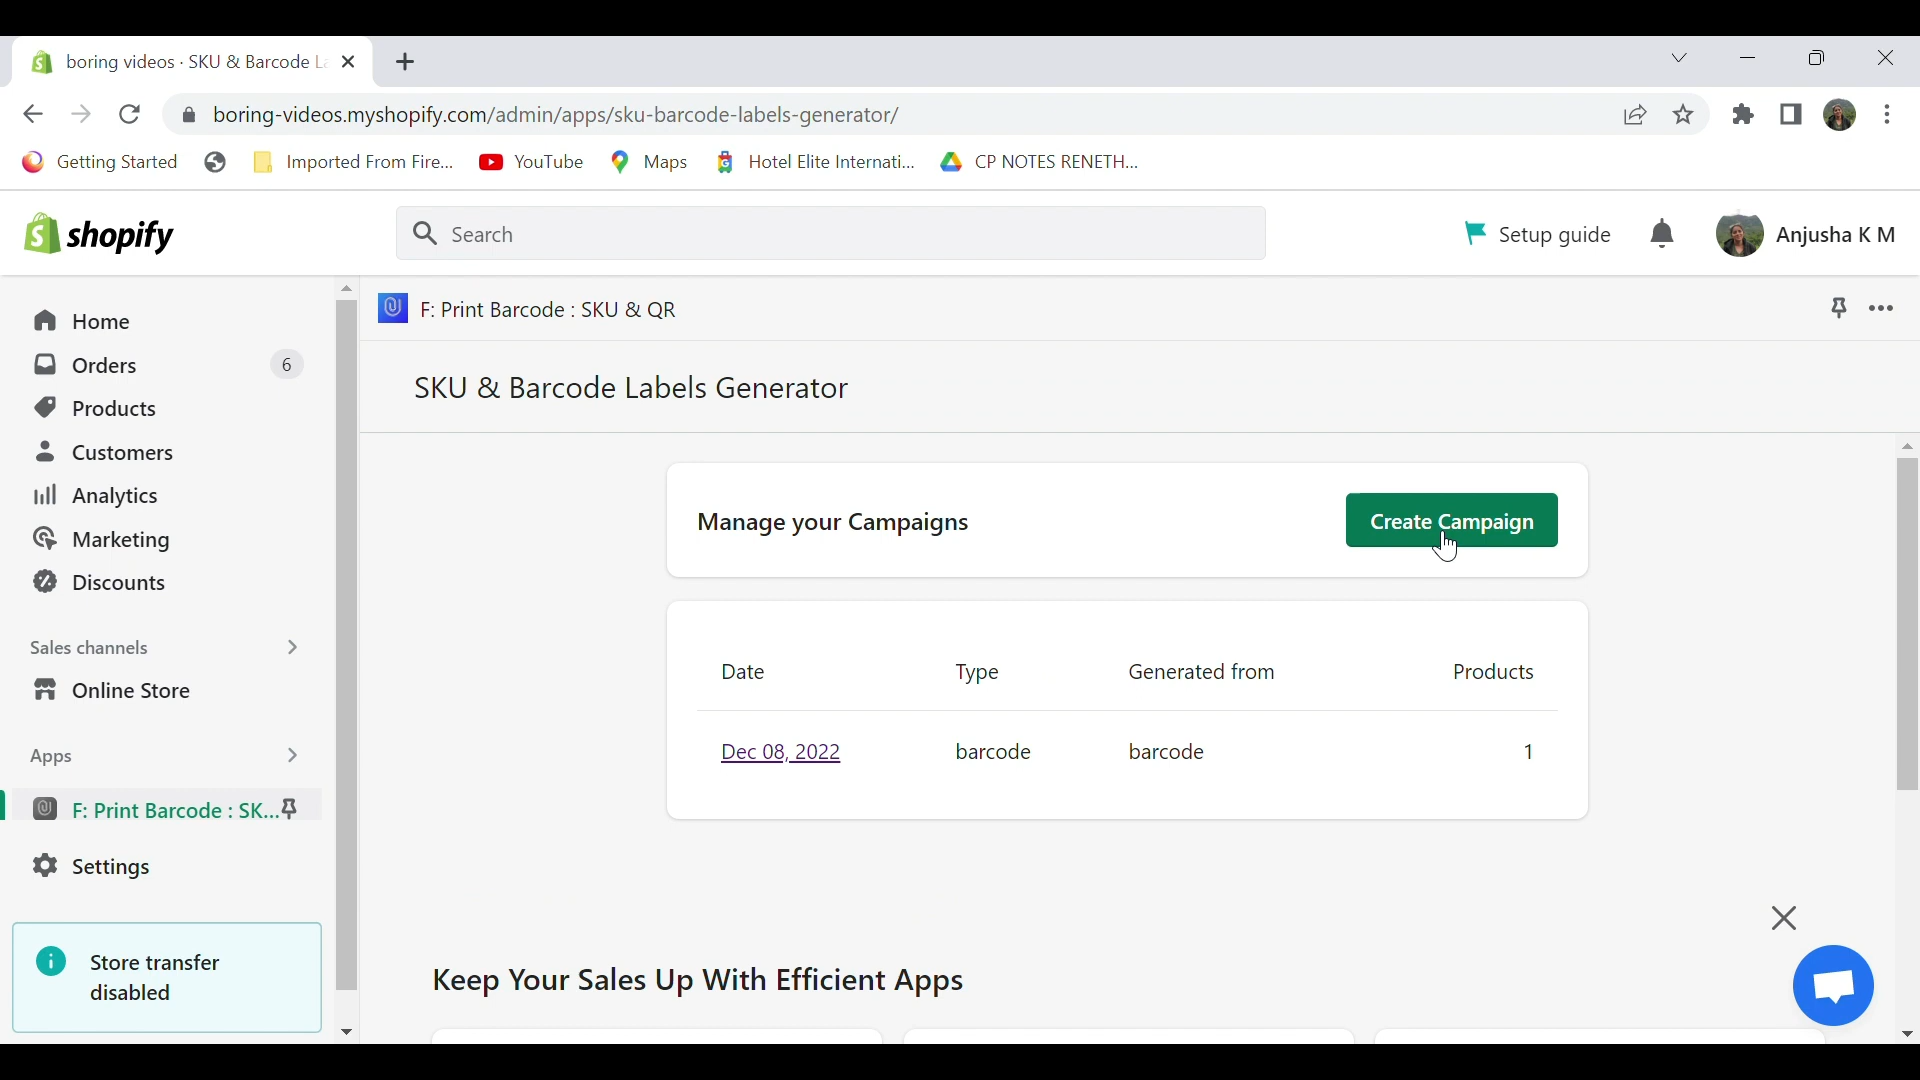 boring videos · SKU & Barcode La
boring-videos.myshopify.com/admin/apps/sku-barcode-labels-generator/
Getting Started
Imported From Fire...
YouTube
Maps
Hotel Elite Internati...
CP NOTES RENETH...
shopify
Search
Setup guide
Anjusha K M
Home
Orders
6
Products
Customers
Analytics
Marketing
Discounts
Sales channels
Online Store
Apps
F: Print Barcode : SK...
Settings
Store transfer
disabled
F: Print Barcode : SKU & QR
SKU & Barcode Labels Generator
Manage your Campaigns
Create Campaign
Date Type Generated from Products
Dec 08, 2022 barcode barcode 1
Keep Your Sales Up With Efficient Apps